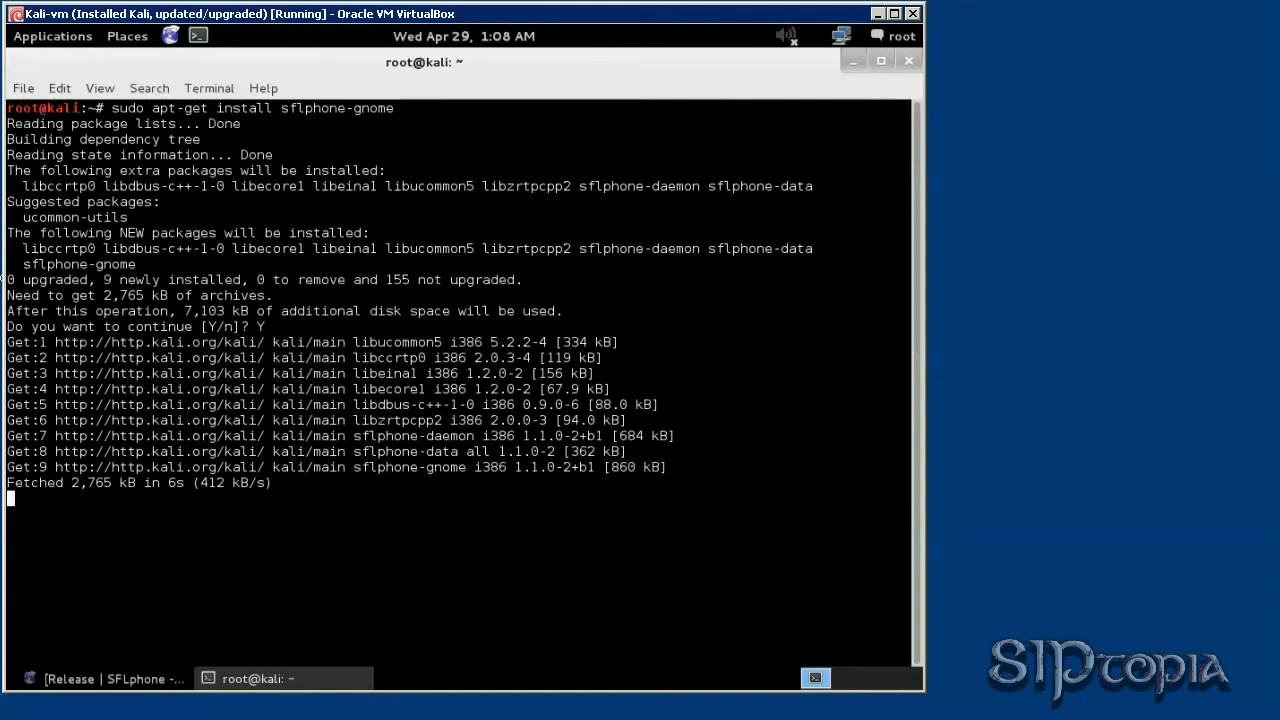 Kali-vm (Installed Kali, updated/upgraded) [Running] - Oracle VM VirtualBox
Applications Places Wed Apr 29, 1:08 AM root
root@kali: ~
File Edit View Search Terminal Help
root@kali:~# sudo apt-get install sflphone-gnome
Reading package lists... Done
Building dependency tree
Reading state information... Done
The following extra packages will be installed:
  libccrtp0 libdbus-c++-1-0 libecore1 libeina1 libucommon5 libzrtpcpp2 sflphone-daemon sflphone-data
Suggested packages:
  ucommon-utils
The following NEW packages will be installed:
  libccrtp0 libdbus-c++-1-0 libecore1 libeina1 libucommon5 libzrtpcpp2 sflphone-daemon sflphone-data
  sflphone-gnome
0 upgraded, 9 newly installed, 0 to remove and 155 not upgraded.
Need to get 2,765 kB of archives.
After this operation, 7,103 kB of additional disk space will be used.
Do you want to continue [Y/n]? Y
Get:1 http://http.kali.org/kali/ kali/main libucommon5 i386 5.2.2-4 [334 kB]
Get:2 http://http.kali.org/kali/ kali/main libccrtp0 i386 2.0.3-4 [119 kB]
Get:3 http://http.kali.org/kali/ kali/main libeina1 i386 1.2.0-2 [156 kB]
Get:4 http://http.kali.org/kali/ kali/main libecore1 i386 1.2.0-2 [67.9 kB]
Get:5 http://http.kali.org/kali/ kali/main libdbus-c++-1-0 i386 0.9.0-6 [88.0 kB]
Get:6 http://http.kali.org/kali/ kali/main libzrtpcpp2 i386 2.0.0-3 [94.0 kB]
Get:7 http://http.kali.org/kali/ kali/main sflphone-daemon i386 1.1.0-2+b1 [684 kB]
Get:8 http://http.kali.org/kali/ kali/main sflphone-data all 1.1.0-2 [362 kB]
Get:9 http://http.kali.org/kali/ kali/main sflphone-gnome i386 1.1.0-2+b1 [860 kB]
Fetched 2,765 kB in 6s (412 kB/s)
[Release | SFLphone -... root@kali: ~
SIPtopia